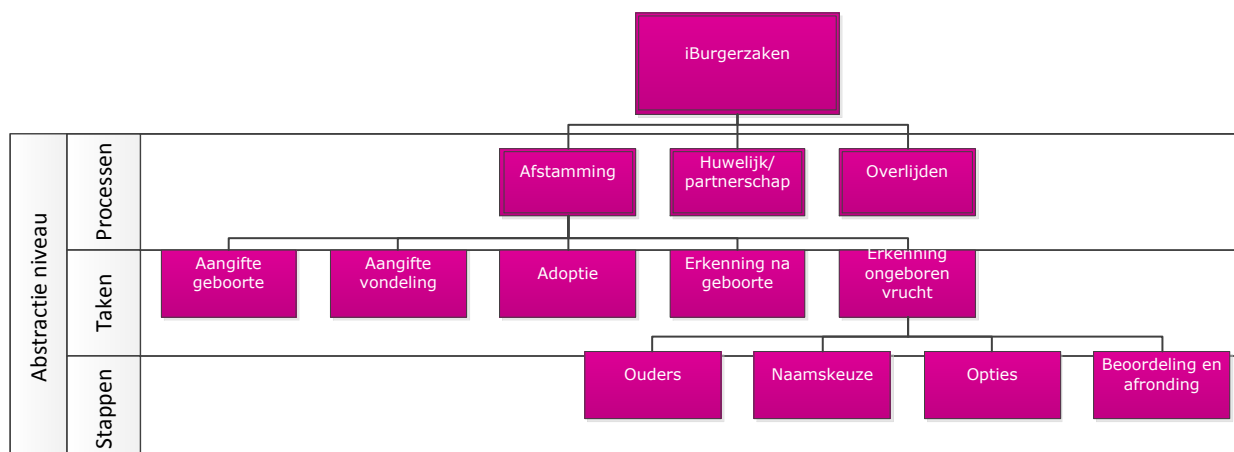 iBurgerzaken
Abstractie niveau
Processen
Afstamming
Huwelijk/
partnerschap
Overlijden
Taken
Aangifte
geboorte
Aangifte
vondeling
Adoptie
Erkenning na
geboorte
Erkenning
ongeboren
vrucht
Stappen
Ouders
Naamskeuze
Opties
Beoordeling en
afronding